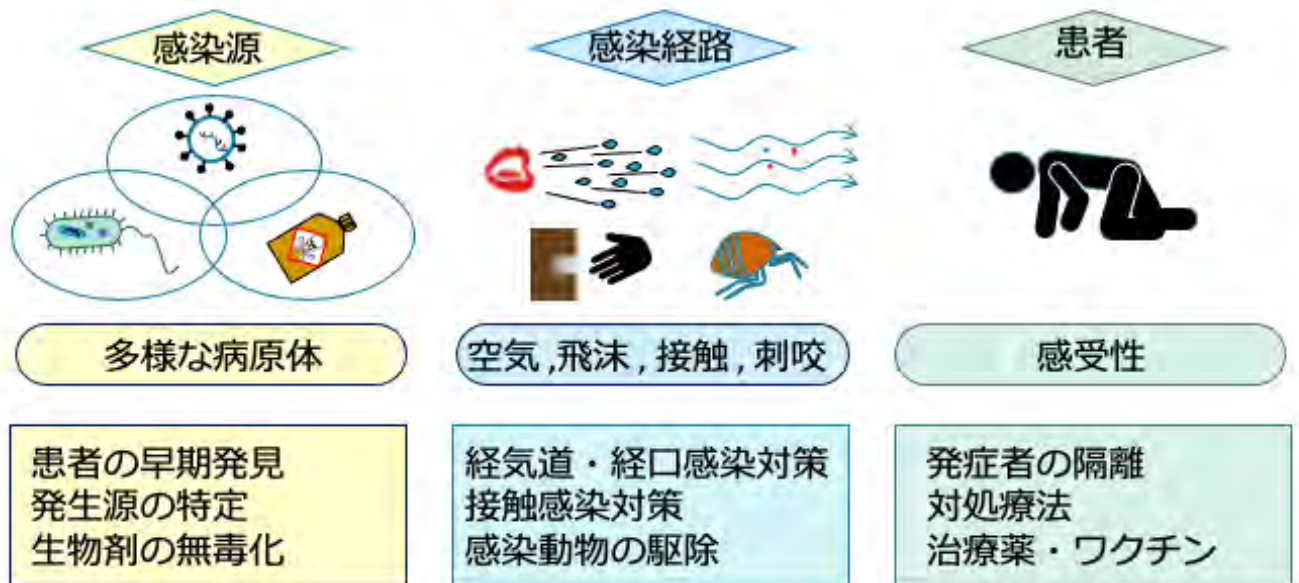 感染源
感染経路
患者
多様な病原体
空気 ,飛沫 , 接触 , 刺咬
感受性
患者の早期発見
発生源の特定
生物剤の無毒化
経気道・経口感染対策
接触感染対策
感染動物の駆除
発症者の隔離
対処療法
治療薬・ワクチン